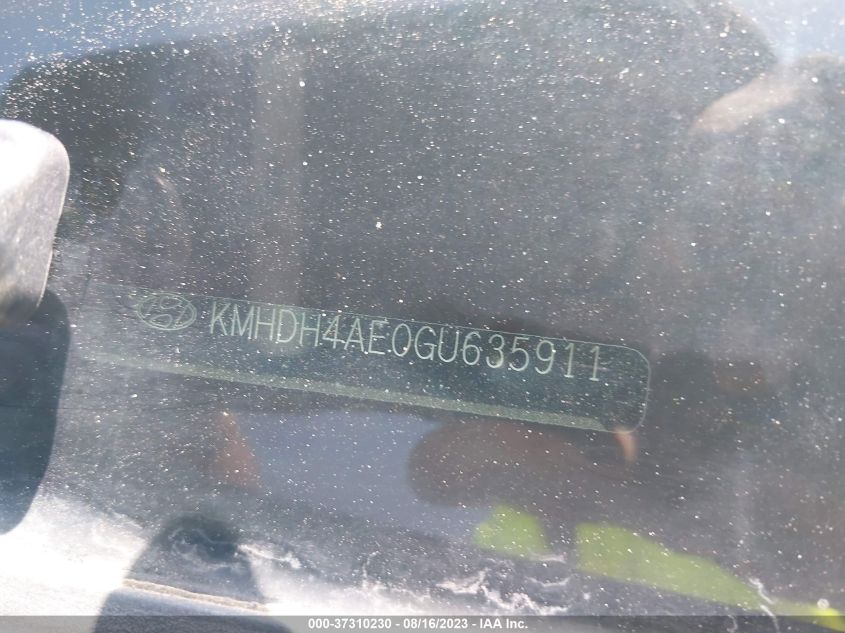 KMHDH4AE0GU635911
000-37310230 - 08/16/2023 - IAA Inc.